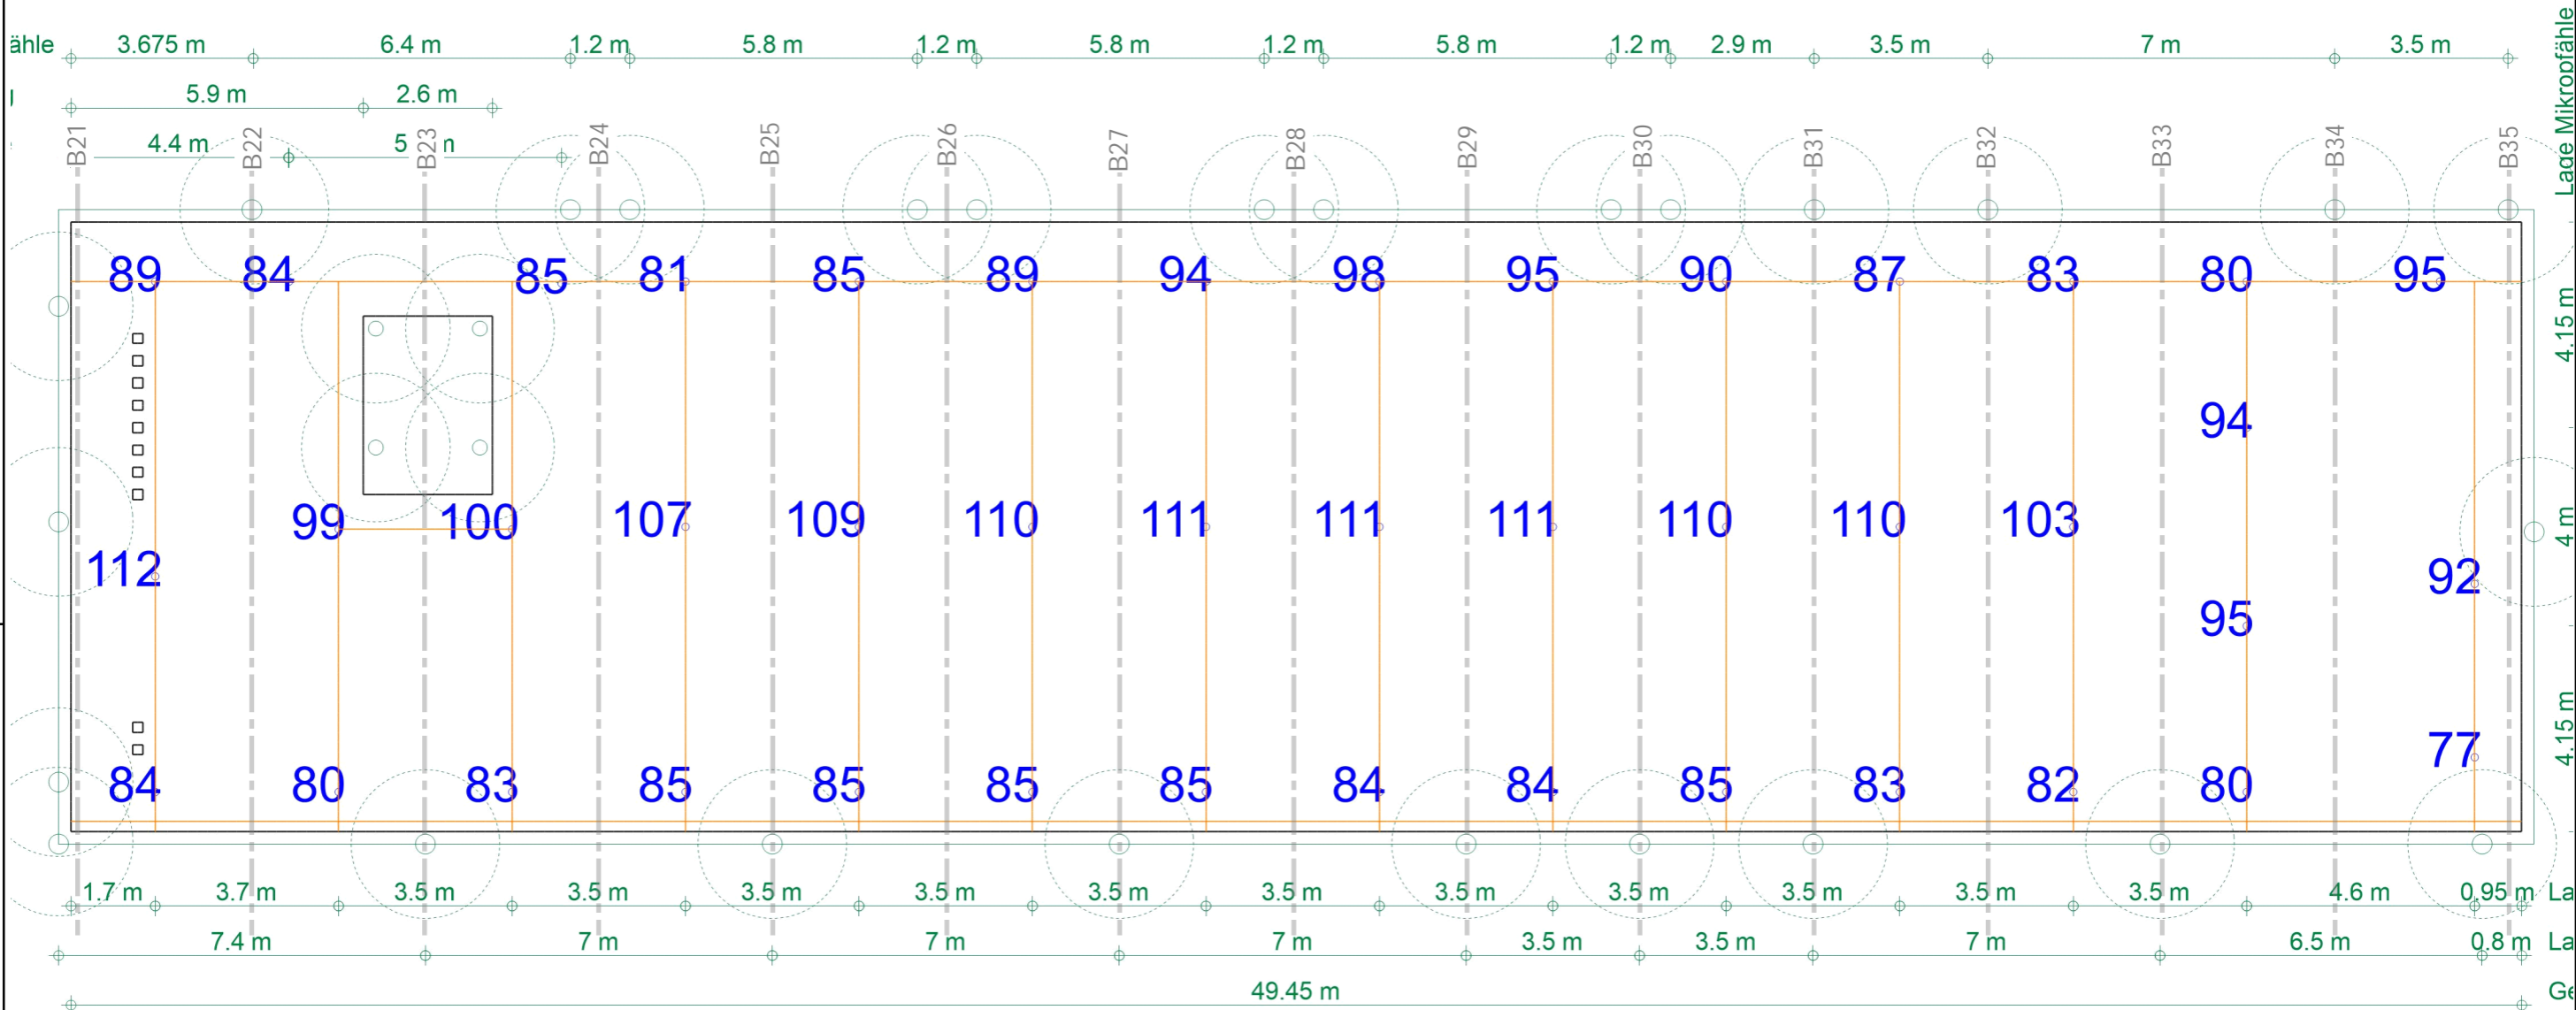 ähle 3.675 m 6.4 m 1.2 m 5.8 m 1.2 m 5.8 m 1.2 m 5.8 m 1.2 m 2.9 m 3.5 m 7 m 3.5 m
5.9 m 2.6 m
4.4 m 5
B21 B22 B23 B24 B25 B26 B27 B28 B29 B30 B31 B32 B33 B34 B35
Lage Mikropfähle
89 84 85 81 85 89 94 98 95 90 87 83 80 95
4.15 m
94
99 100 107 109 110 111 111 111 110 110 103
4 m
112 92
95
77
4.15 m
84 80 83 85 85 85 85 84 84 85 83 82 80
1.7 m 3.7 m 3.5 m 3.5 m 3.5 m 3.5 m 3.5 m 3.5 m 3.5 m 3.5 m 3.5 m 3.5 m 3.5 m 4.6 m 0.95 m La
7.4 m 7 m 7 m 7 m 3.5 m 3.5 m 7 m 6.5 m 0.8 m La
49.45 m Ge